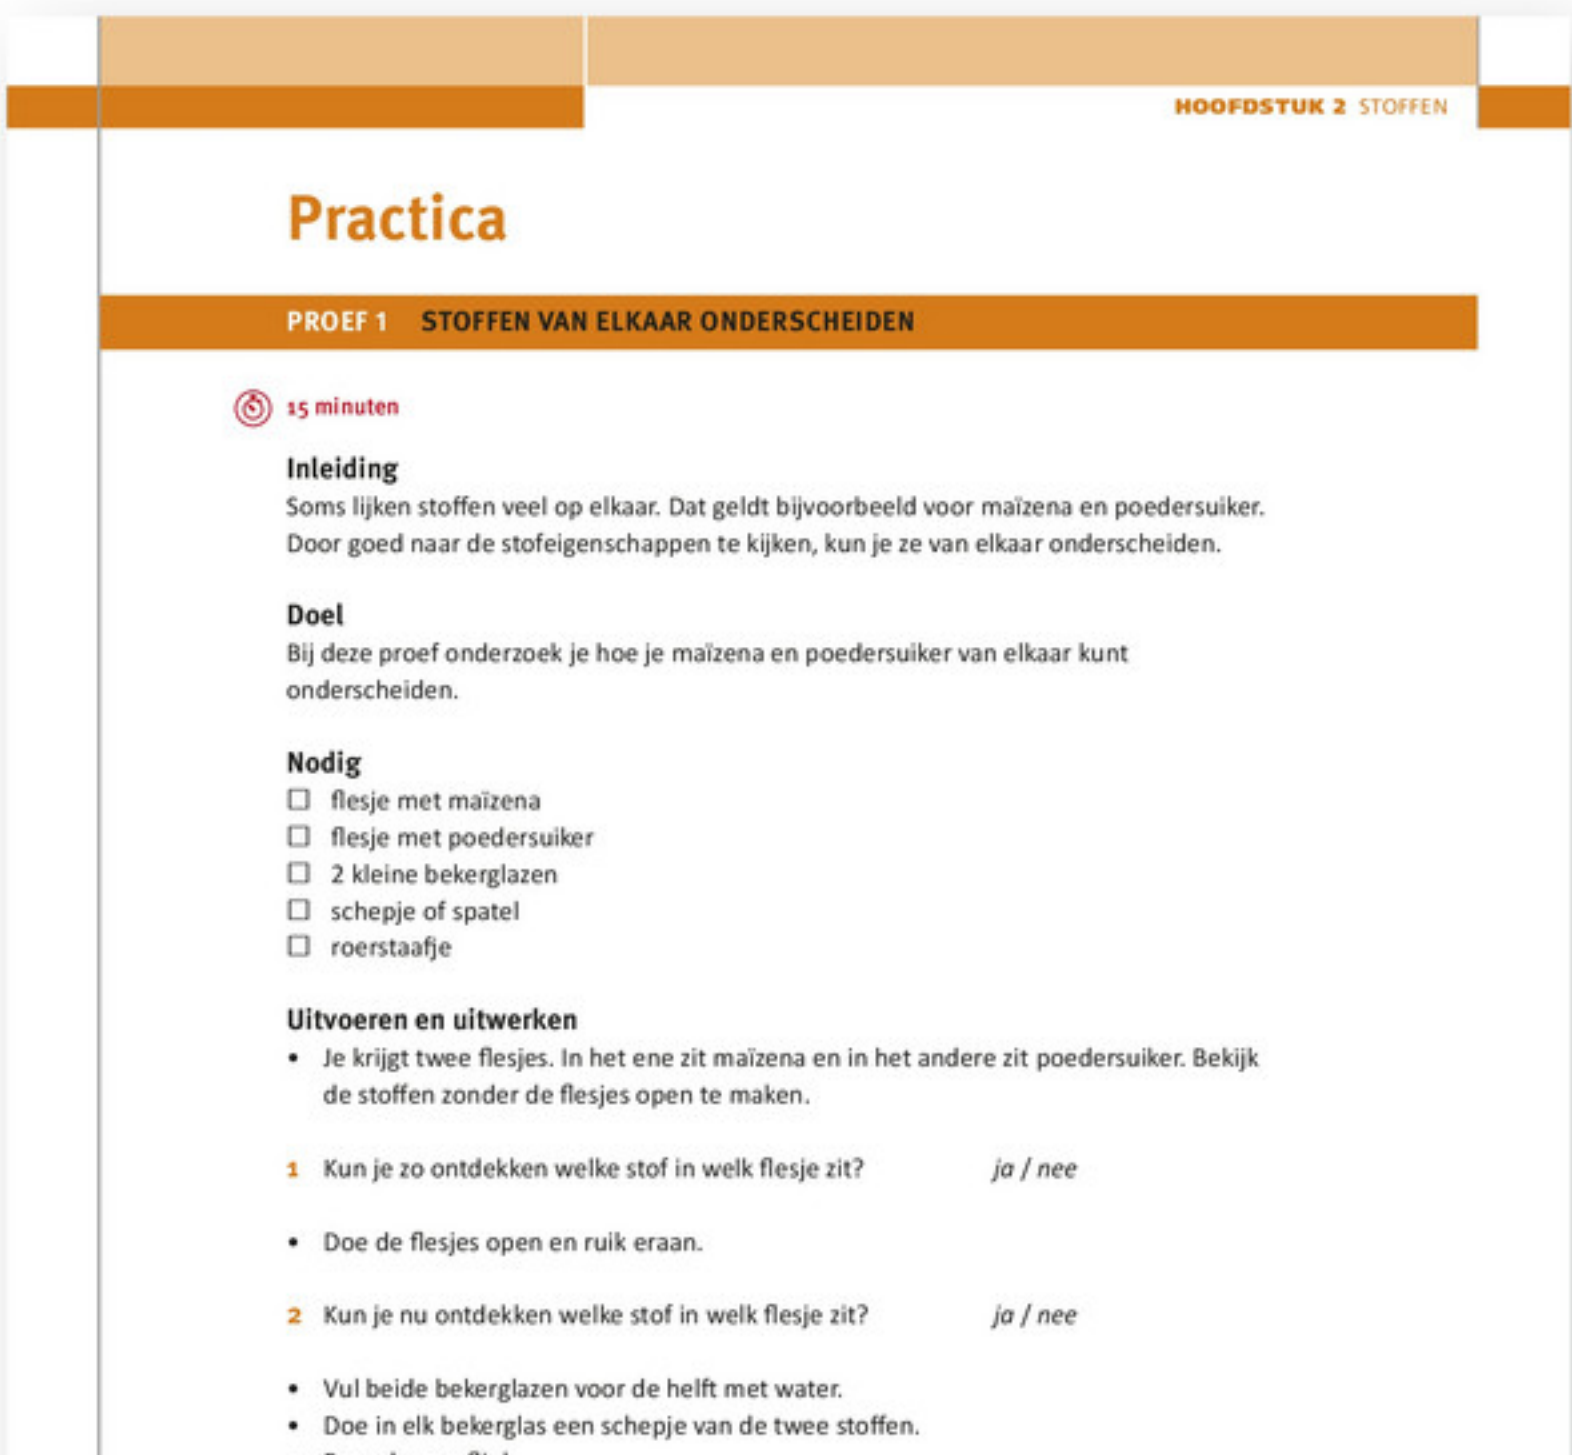 HOOFDSTUK 2 STOFFEN
Practica
PROEF 1 STOFFEN VAN ELKAAR ONDERSCHEIDEN
15 minuten
Inleiding
Soms lijken stoffen veel op elkaar. Dat geldt bijvoorbeeld voor maïzena en poedersuiker.
Door goed naar de stofeigenschappen te kijken, kun je ze van elkaar onderscheiden.
Doel
Bij deze proef onderzoek je hoe je maïzena en poedersuiker van elkaar kunt
onderscheiden.
Nodig
☐ flesje met maïzena
☐ flesje met poedersuiker
☐ 2 kleine bekerglazen
☐ schepje of spatel
☐ roerstaafje
Uitvoeren en uitwerken
• Je krijgt twee flesjes. In het ene zit maïzena en in het andere zit poedersuiker. Bekijk
de stoffen zonder de flesjes open te maken.
1 Kun je zo ontdekken welke stof in welk flesje zit? ja / nee
• Doe de flesjes open en ruik eraan.
2 Kun je nu ontdekken welke stof in welk flesje zit? ja / nee
• Vul beide bekerglazen voor de helft met water.
• Doe in elk bekerglas een schepje van de twee stoffen.